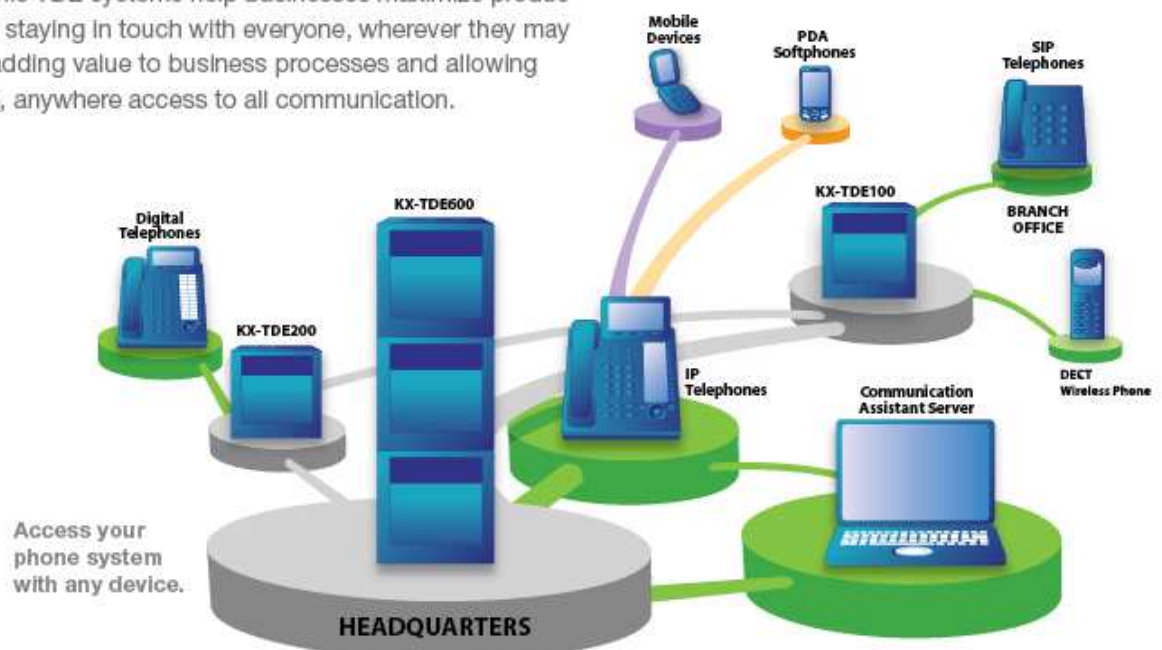 staying in touch with everyone, wherever they may
adding value to business processes and allowing
, anywhere access to all communication.
Mobile
Devices
PDA
Softphones
SIP
Telephones
KX-TDE100
BRANCH
OFFICE
KX-TDE600
Digital
Telephones
KX-TDE200
IP
Telephones
DECT
Wireless Phone
Communication
Assistant Server
Access your
phone system
with any device.
HEADQUARTERS